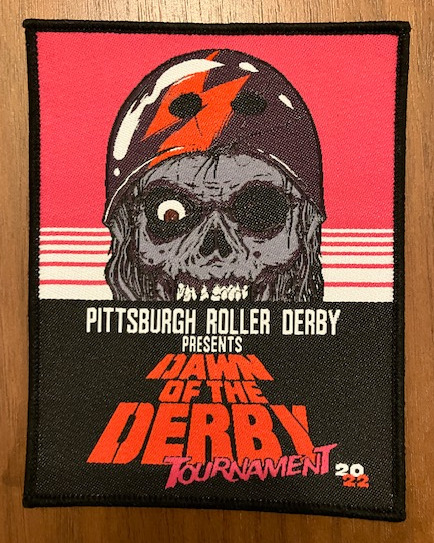 PITTSBURGH ROLLER DERBY
PRESENTS
DAWN
OF THE
DERBY
TOURNAMENT
20
22